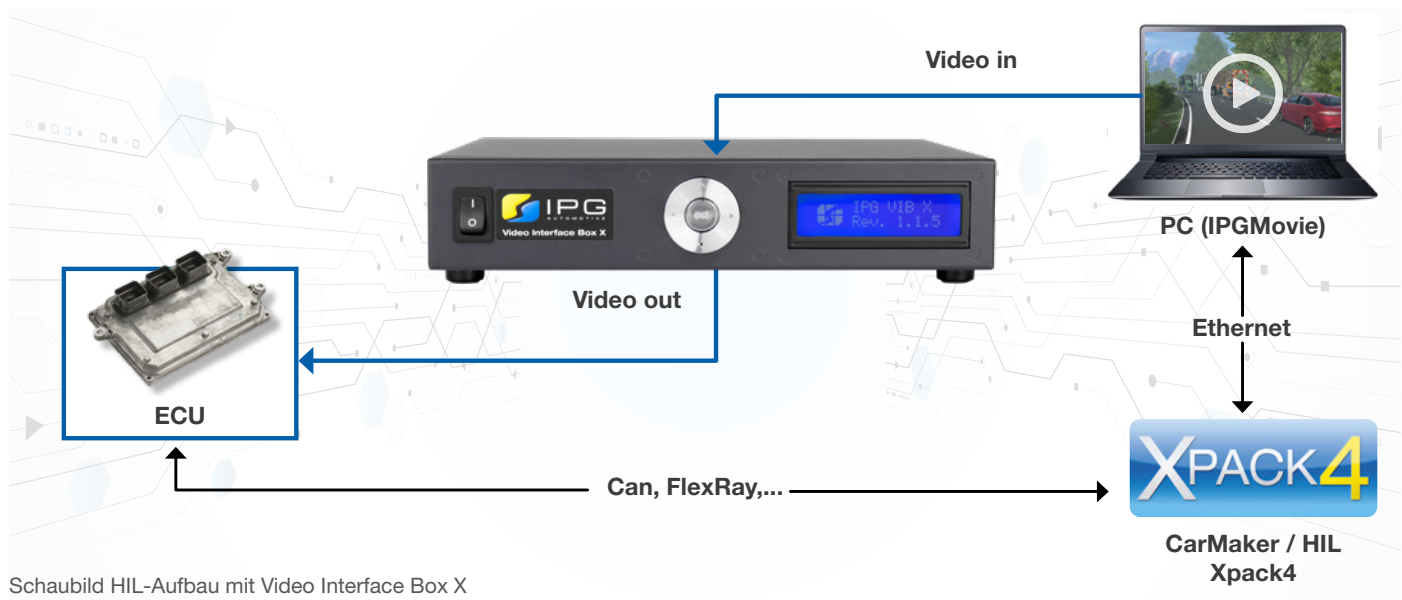 Video in
IPG
AUTOMOTIVE
Video Interface Box X
I
O
IPG VIB X
Rev. 1.1.5
PC (IPGMovie)
Video out
Ethernet
ECU
XPACK4
Can, FlexRay,...
CarMaker / HIL
Xpack4
Schaubild HIL-Aufbau mit Video Interface Box X